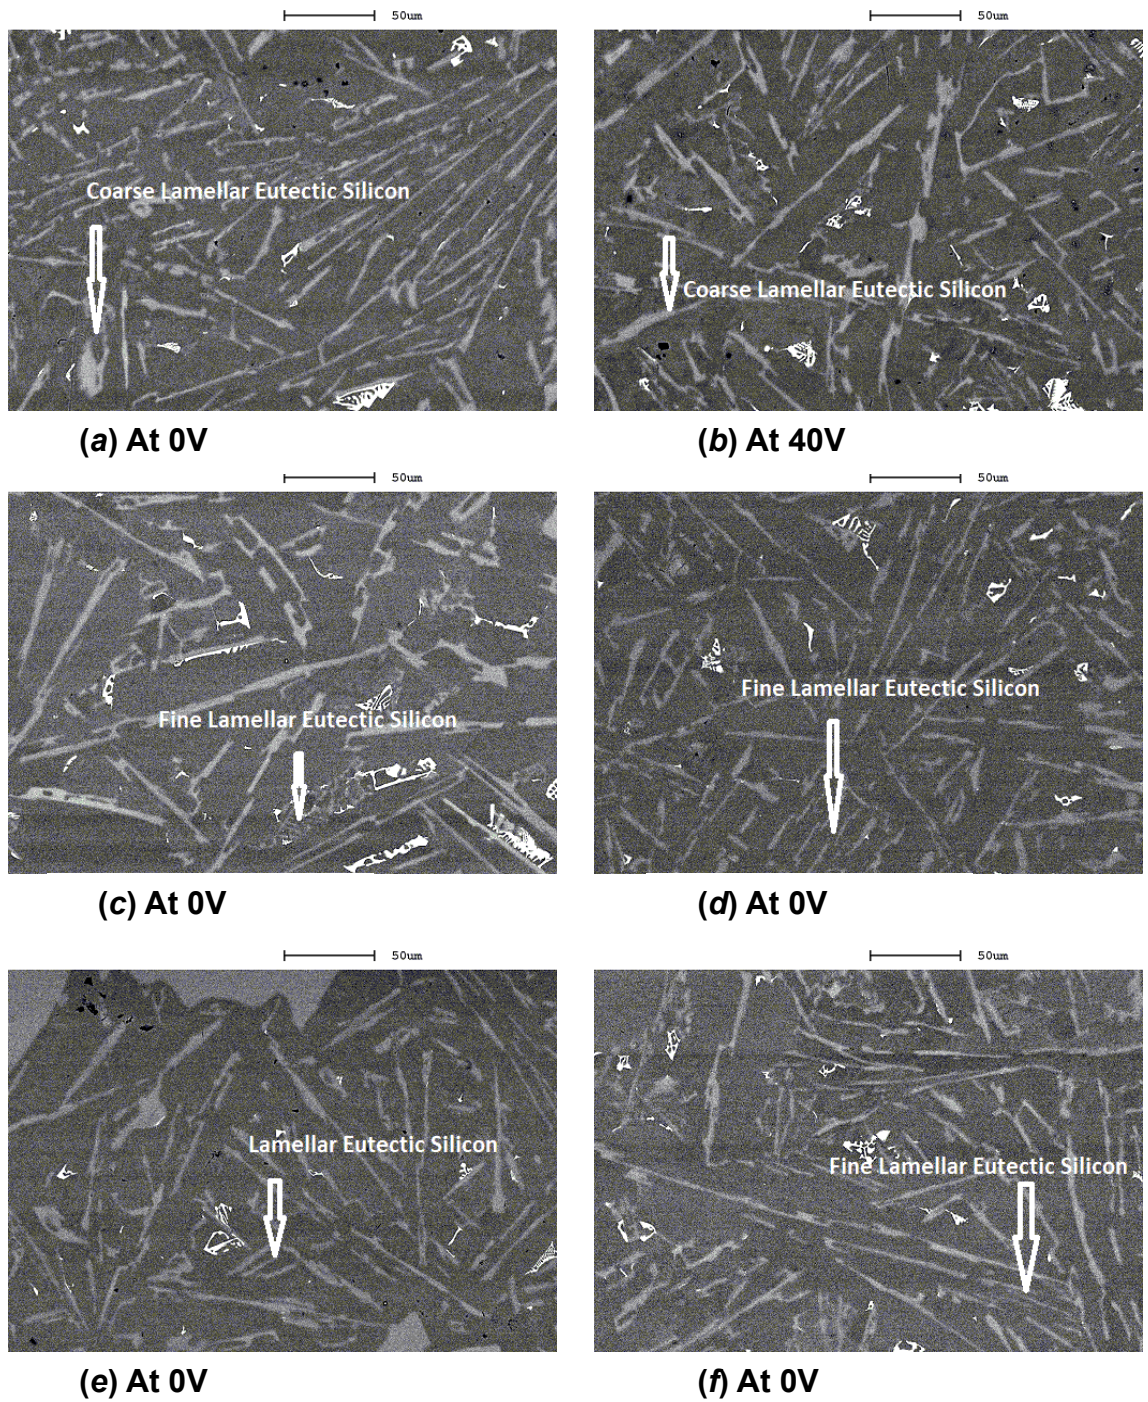 50um
50um
Coarse Lamellar Eutectic Silicon
Coarse Lamellar Eutectic Silicon
(a) At 0V
(b) At 40V
50um
50um
Fine Lamellar Eutectic Silicon
Fine Lamellar Eutectic Silicon
(c) At 0V
(d) At 0V
50um
50um
Lamellar Eutectic Silicon
Fine Lamellar Eutectic Silicon
(e) At 0V
(f) At 0V